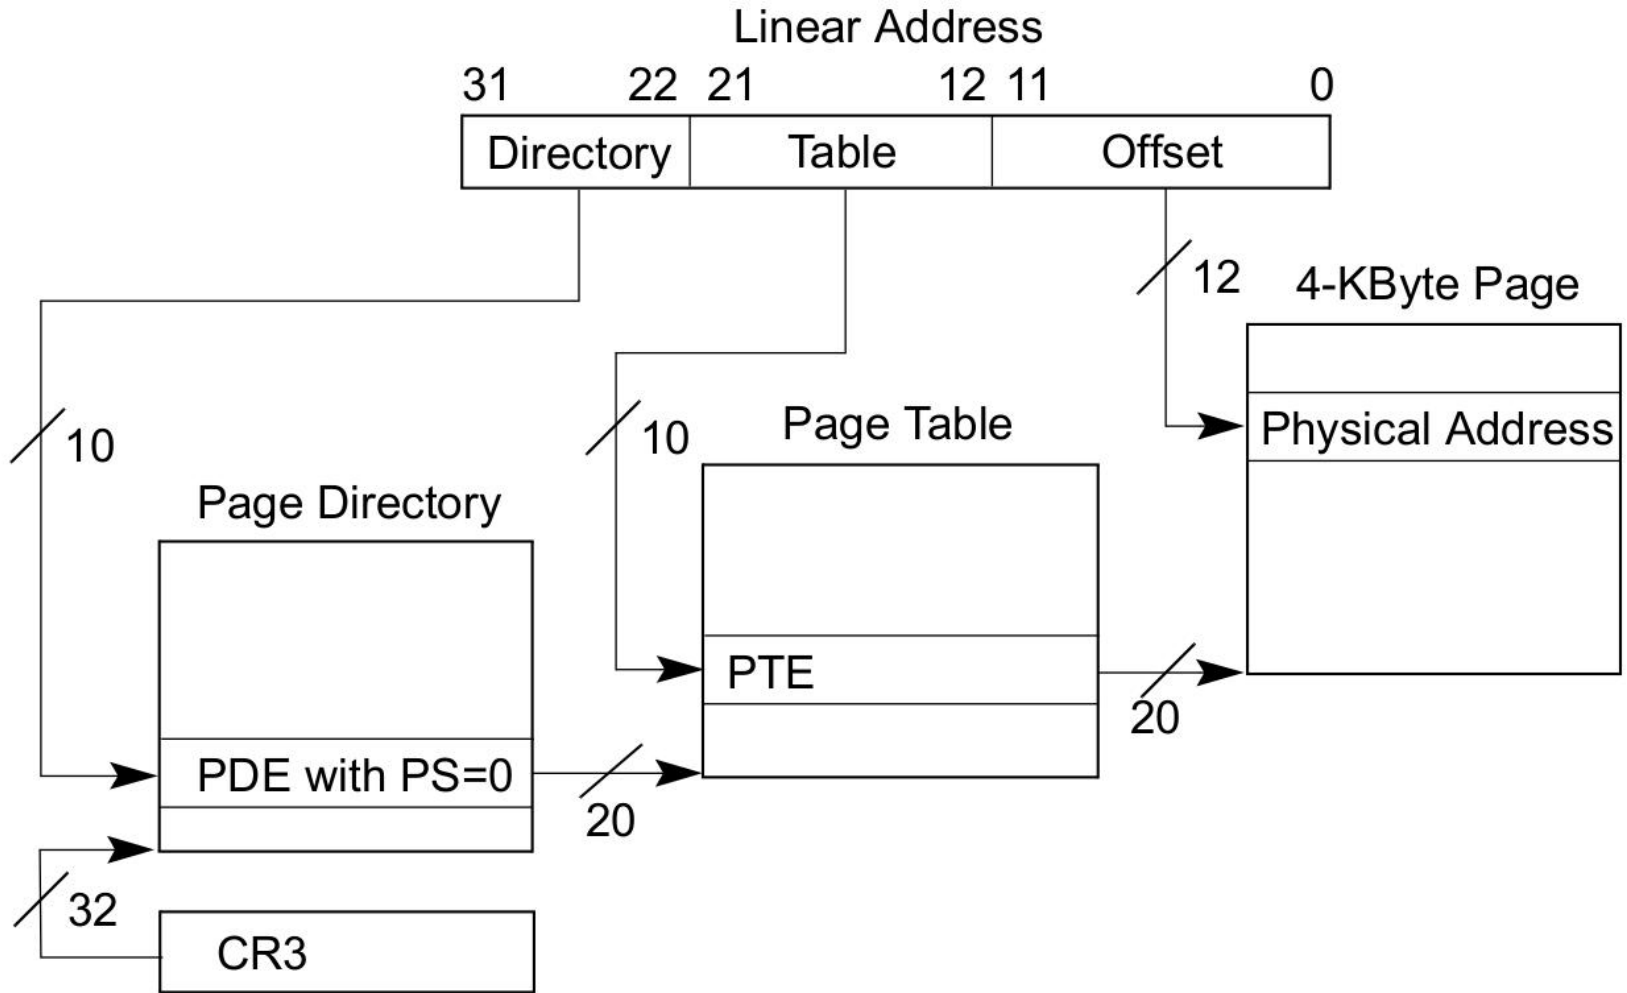 Linear Address
31 22 21 12 11 0
Directory Table Offset
12
4-KByte Page
Physical Address
10
10
Page Table
Page Directory
PTE
20
PDE with PS=0
20
32
CR3